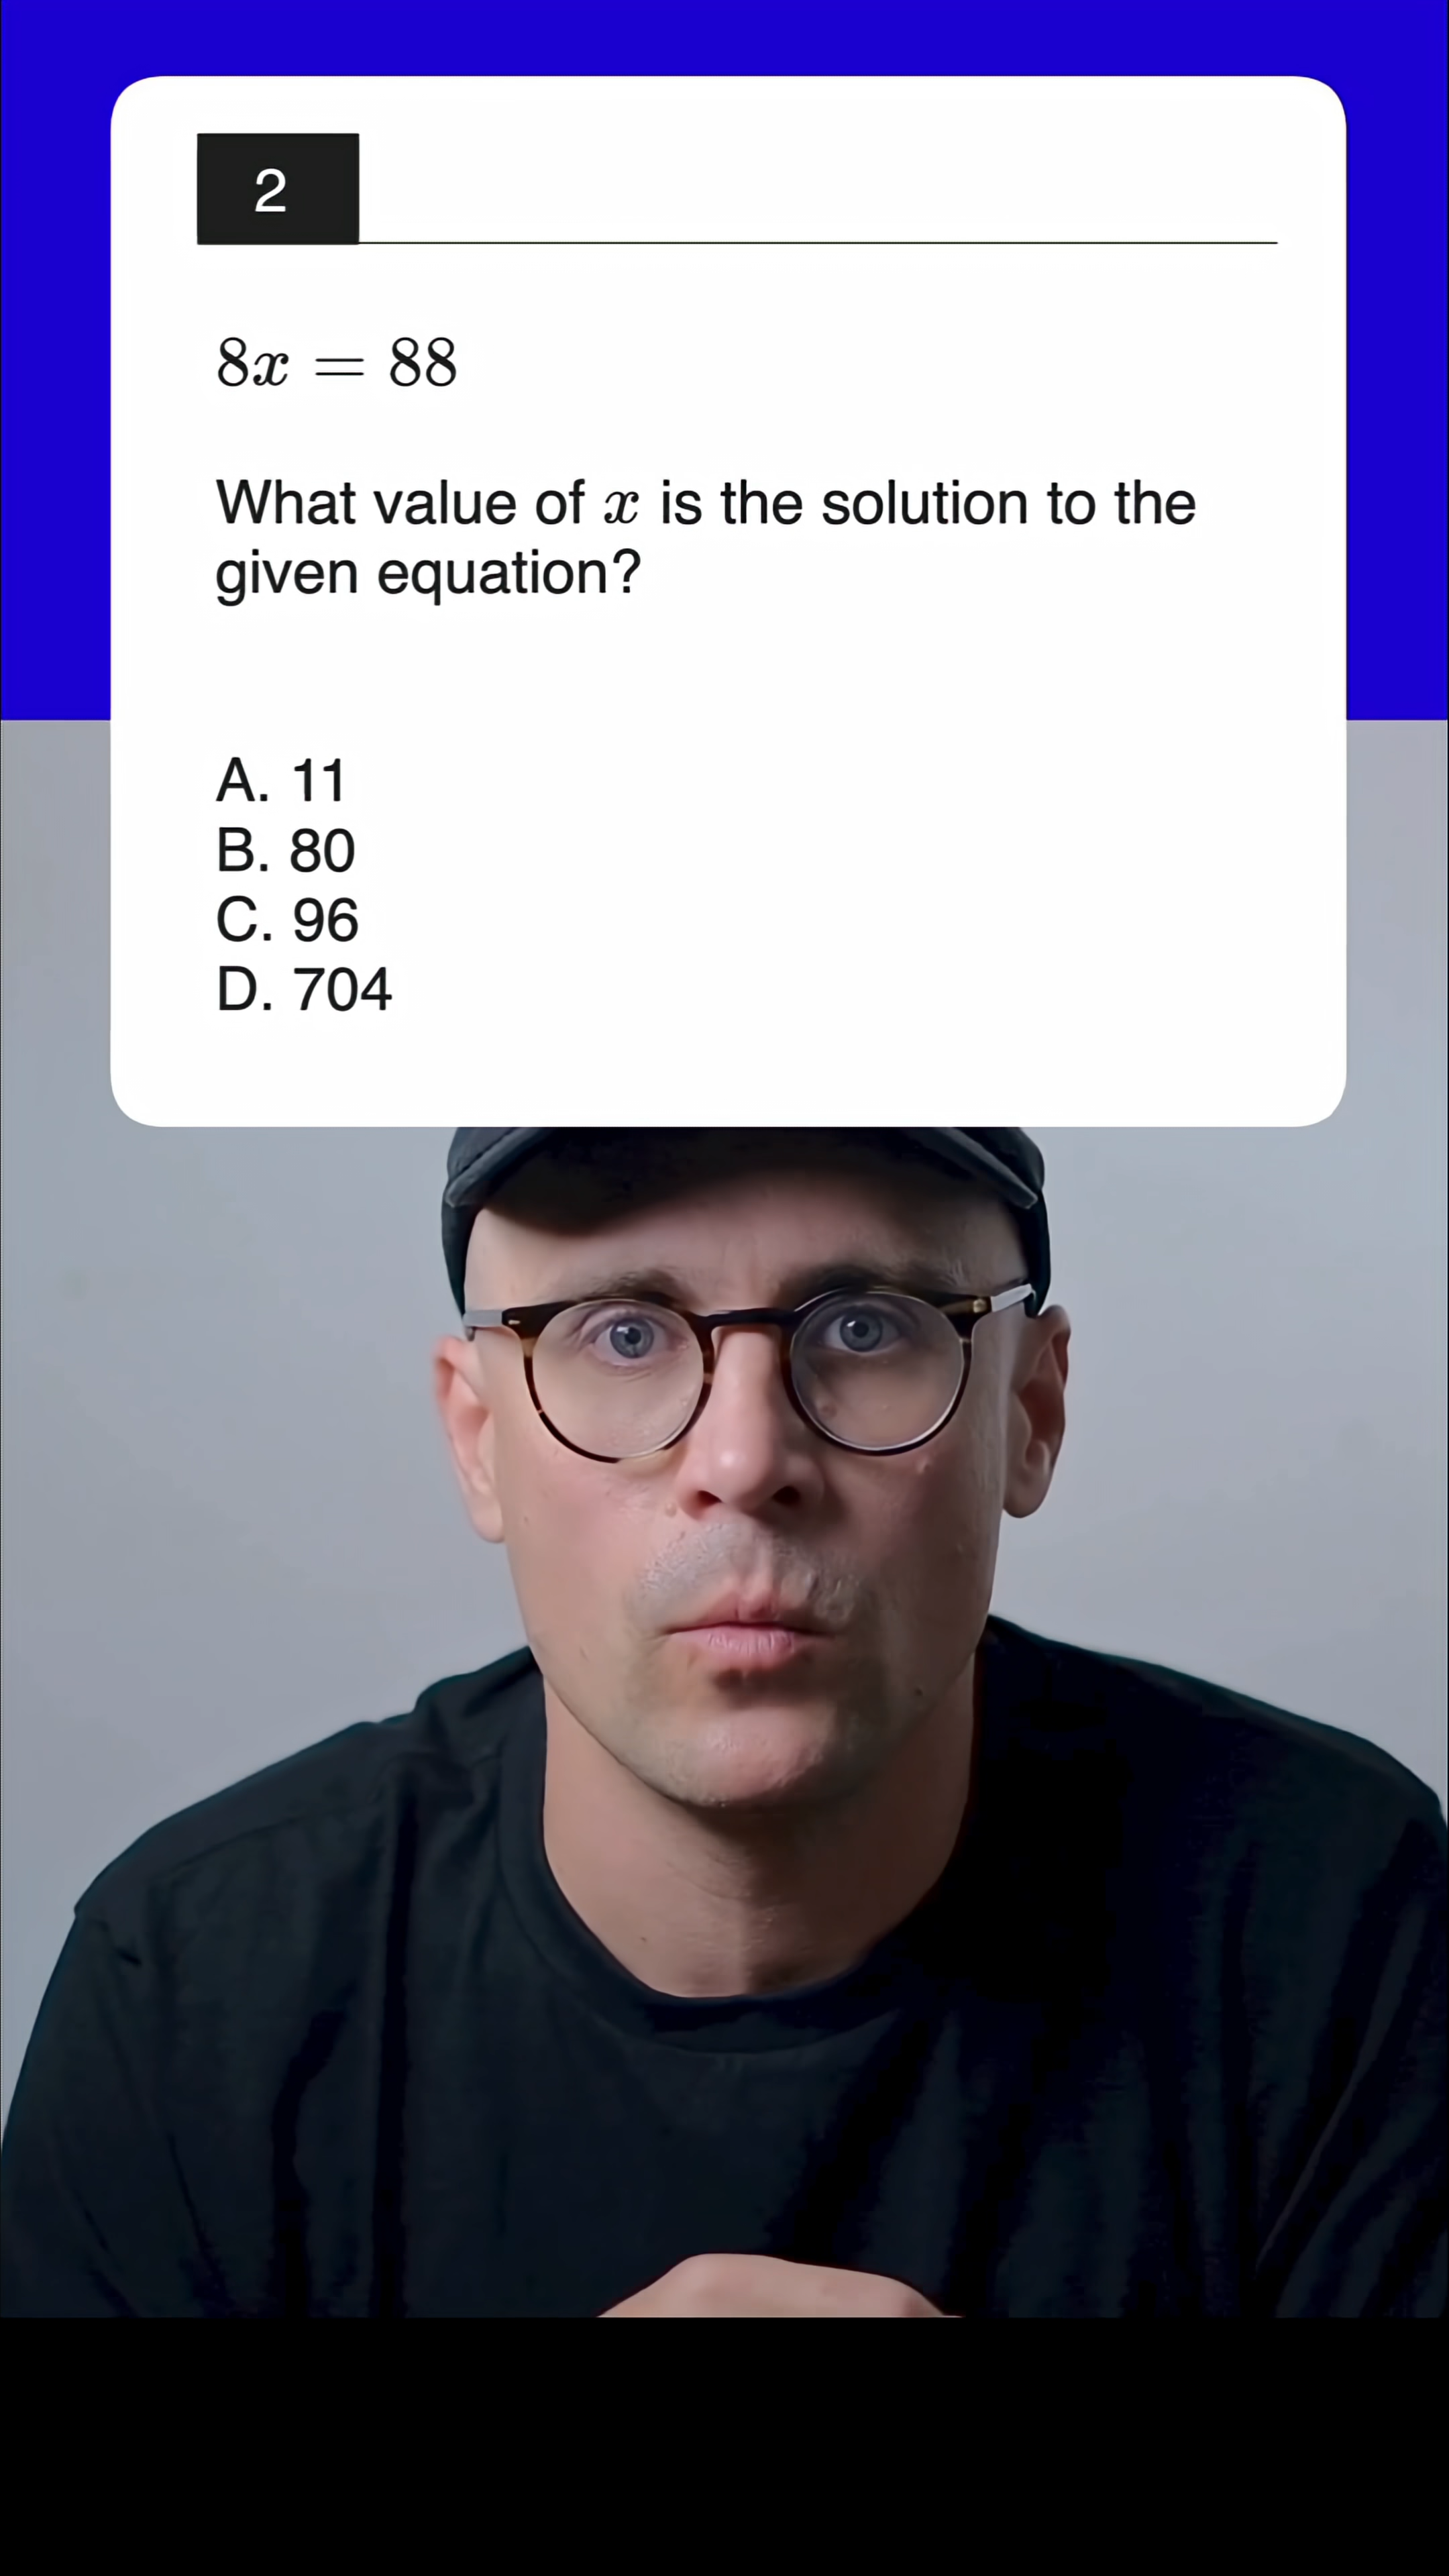 2
8x = 88
What value of x is the solution to the
given equation?
A. 11
B. 80
C. 96
D. 704